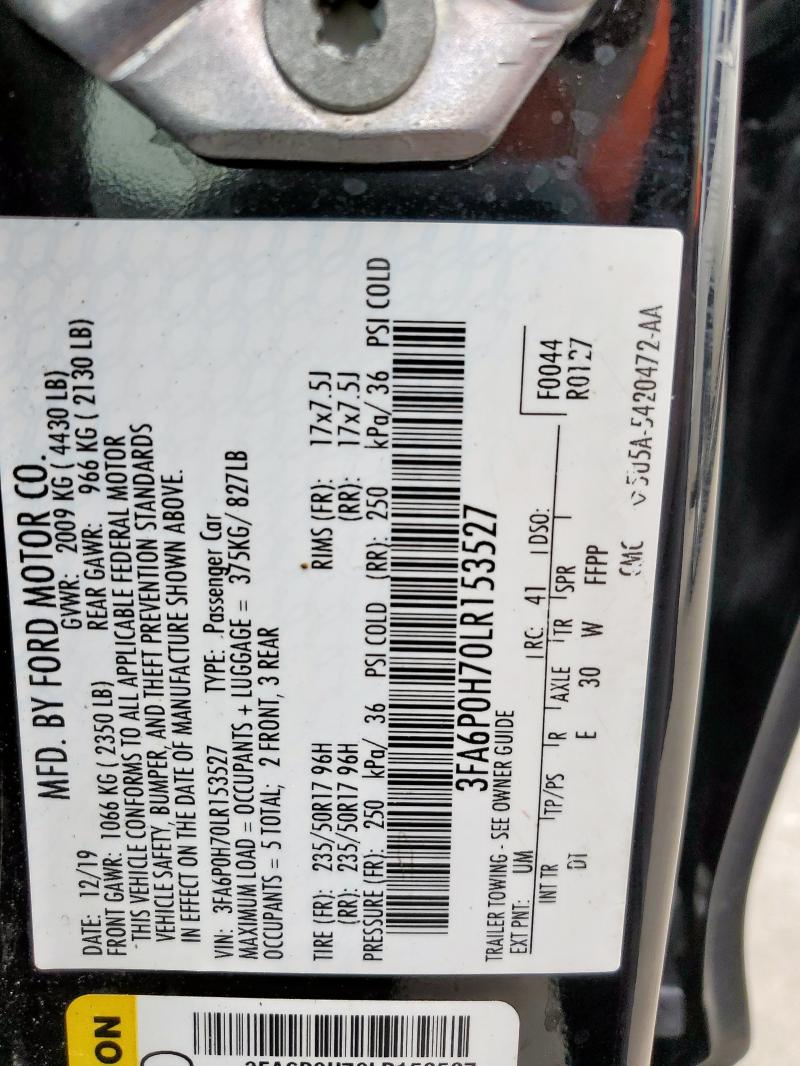 MFD. BY FORD MOTOR CO.
DATE: 12/19 GVWR: 2009 KG ( 4430 LB)
FRONT GAWR: 1066 KG ( 2350 LB) REAR GAWR: 966 KG ( 2130 LB)
THIS VEHICLE CONFORMS TO ALL APPLICABLE FEDERAL MOTOR
VEHICLE SAFETY, BUMPER, AND THEFT PREVENTION STANDARDS
IN EFFECT ON THE DATE OF MANUFACTURE SHOWN ABOVE.
VIN: 3FA6P0H70LR153527 TYPE: Passenger Car
MAXIMUM LOAD = OCCUPANTS + LUGGAGE = 375KG/ 827LB
OCCUPANTS = 5 TOTAL; 2 FRONT, 3 REAR
TIRE (FR): 235/50R17 96H RIMS (FR): 17x7.5J
(RR): 235/50R17 96H (RR): 17x7.5J
PRESSURE (FR): 250 kPa/ 36 PSI COLD (RR): 250 kPa/ 36 PSI COLD
3FA6P0H70LR153527
TRAILER TOWING - SEE OWNER GUIDE
EXT PNT: UM RC: 41 DSO: F0044
R0127
INT TR TP/PS R AXLE TR SPR
DI E 30 W FFPP
CMC 5U5A-5420472-AA
ON